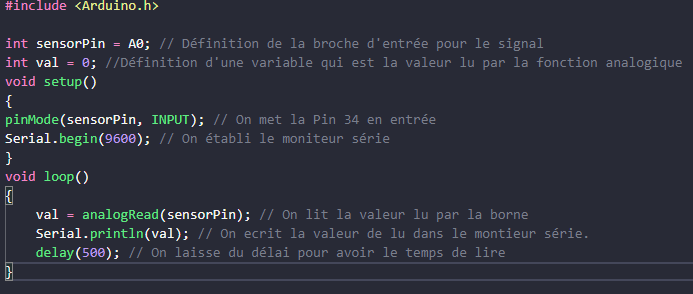 #include <Arduino.h>
int sensorPin = A0; // Définition de la broche d'entrée pour le signal
int val = 0; //Définition d'une variable qui est la valeur lu par la fonction analogique
void setup()
{
pinMode(sensorPin, INPUT); // On met la Pin 34 en entrée
Serial.begin(9600); // On établi le moniteur série
}
void loop()
{
val = analogRead(sensorPin); // On lit la valeur lu par la borne
Serial.println(val); // On ecrit la valeur de lu dans le montieur série.
delay(500); // On laisse du délai pour avoir le temps de lire
}